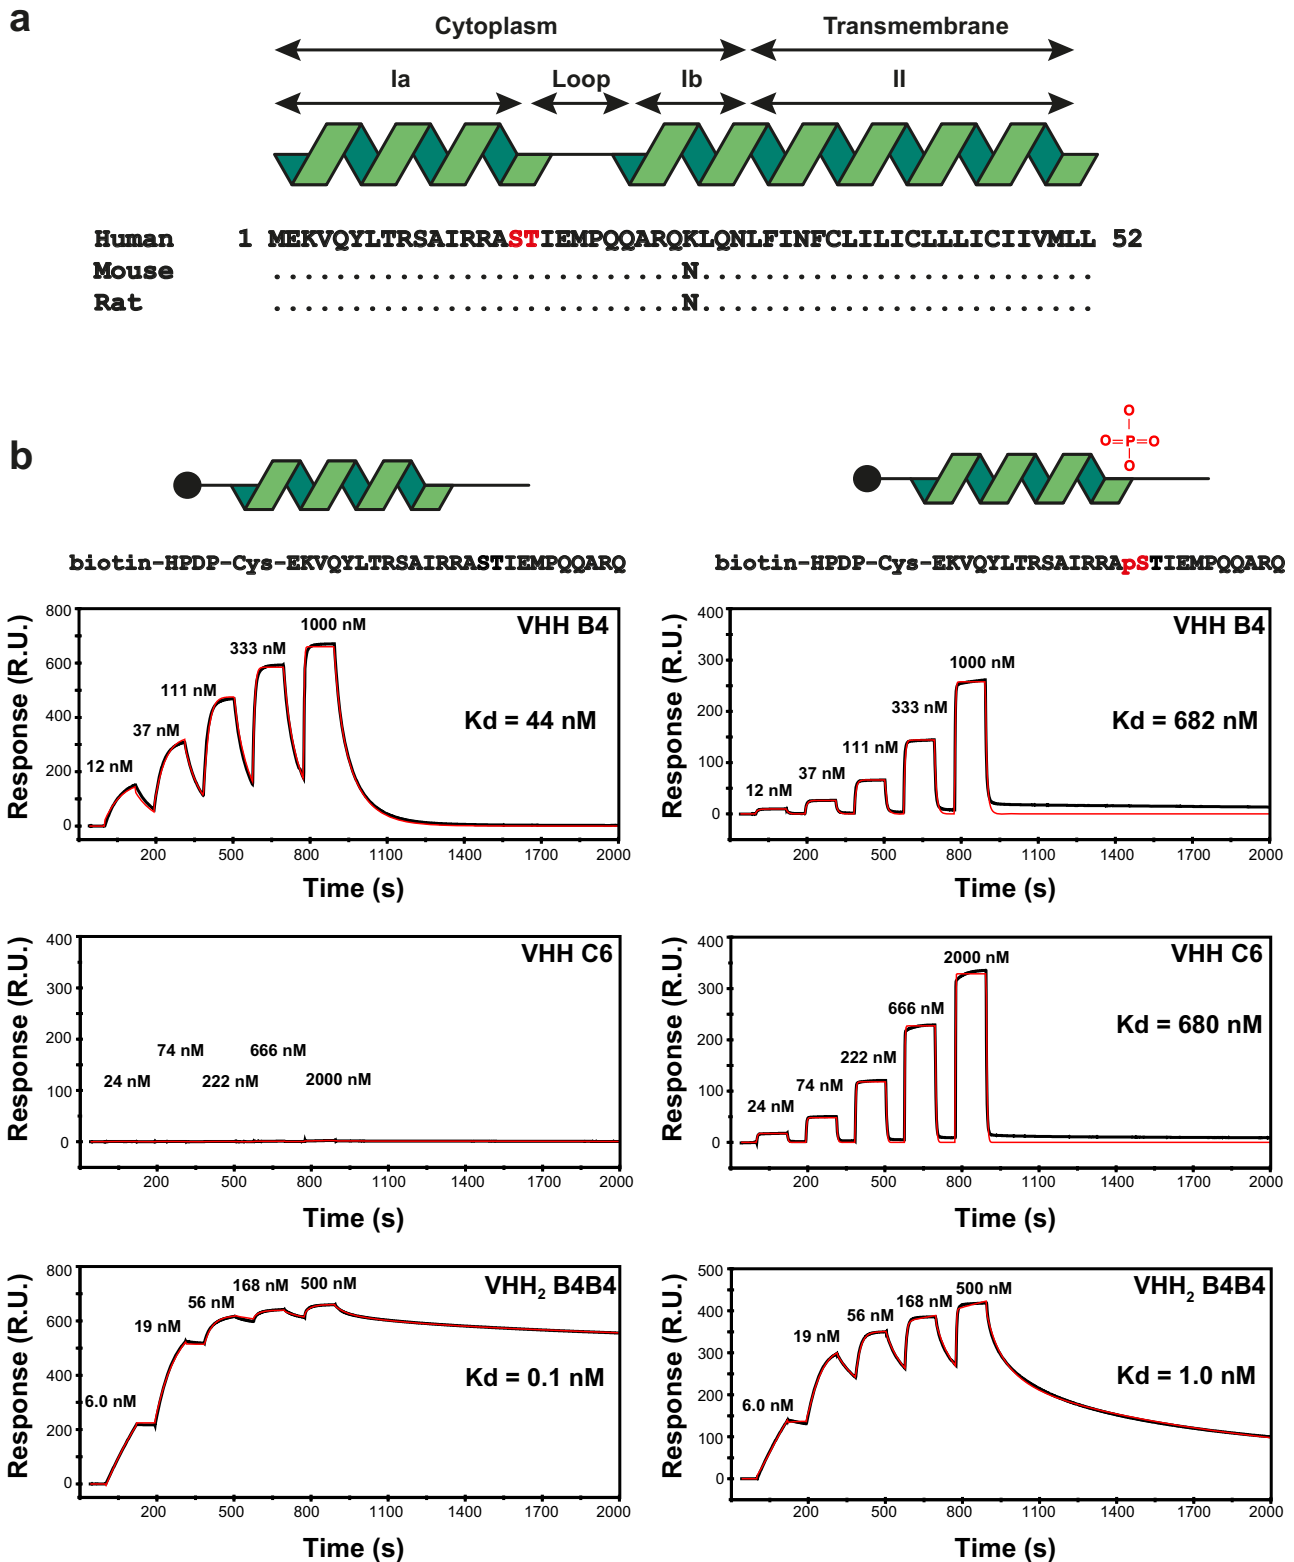 a
Cytoplasm Transmembrane
Ia Loop Ib II
Human 1 MEKVQYLTRSAIRRASTIEMPQQARQKLQNLFINFCLILICLLLICIIVMLL 52
Mouse ..............................N.........................
Rat ..............................N.........................
b
O
O=P=O
O
biotin-HPDP-Cys-EKVQYLTRSAIRRASTIEMPQQARQ
biotin-HPDP-Cys-EKVQYLTRSAIRRApSTIEMPQQARQ
Response (R.U.)
800
600
400
200
0
VHH B4
12 nM
37 nM
111 nM
333 nM
1000 nM
Kd = 44 nM
200 500 800 1100 1400 1700 2000
Time (s)
Response (R.U.)
400
300
200
100
0
VHH B4
12 nM
37 nM
111 nM
333 nM
1000 nM
Kd = 682 nM
200 500 800 1100 1400 1700 2000
Time (s)
Response (R.U.)
400
300
200
100
0
VHH C6
24 nM
74 nM
222 nM
666 nM
2000 nM
200 500 800 1100 1400 1700 2000
Time (s)
Response (R.U.)
400
300
200
100
0
VHH C6
24 nM
74 nM
222 nM
666 nM
2000 nM
Kd = 680 nM
200 500 800 1100 1400 1700 2000
Time (s)
Response (R.U.)
800
600
400
200
0
VHH₂ B4B4
6.0 nM
19 nM
56 nM
168 nM
500 nM
Kd = 0.1 nM
200 500 800 1100 1400 1700 2000
Time (s)
Response (R.U.)
500
400
300
200
100
0
VHH₂ B4B4
6.0 nM
19 nM
56 nM
168 nM
500 nM
Kd = 1.0 nM
200 500 800 1100 1400 1700 2000
Time (s)